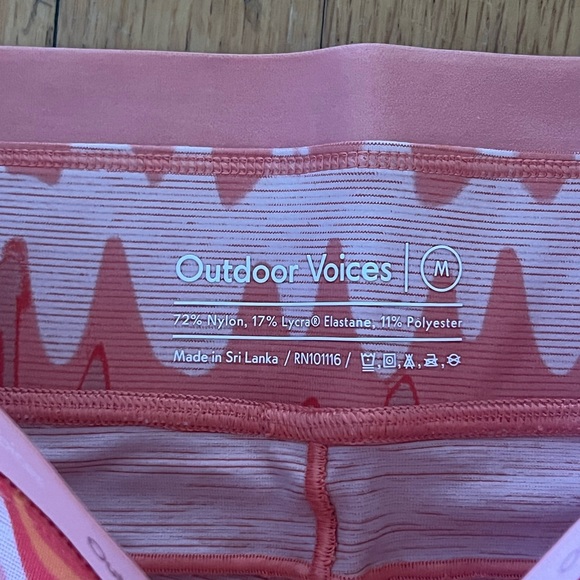 Outdoor Voices | M
72% Nylon, 17% Lycra® Elastane, 11% Polyester
Made in Sri Lanka / RN101116 /